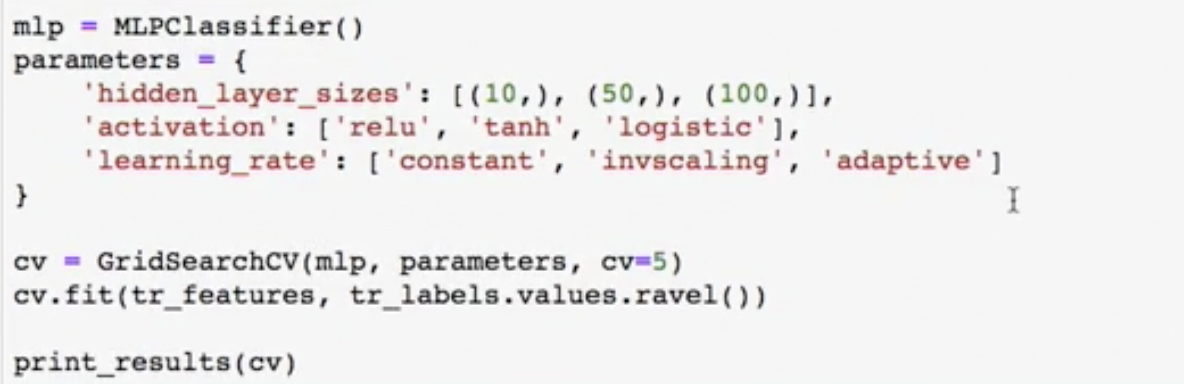 mlp = MLPClassifier()
parameters = {
    'hidden_layer_sizes': [(10,), (50,), (100,)],
    'activation': ['relu', 'tanh', 'logistic'],
    'learning_rate': ['constant', 'invscaling', 'adaptive']
}
cv = GridSearchCV(mlp, parameters, cv=5)
cv.fit(tr_features, tr_labels.values.ravel())
print_results(cv)